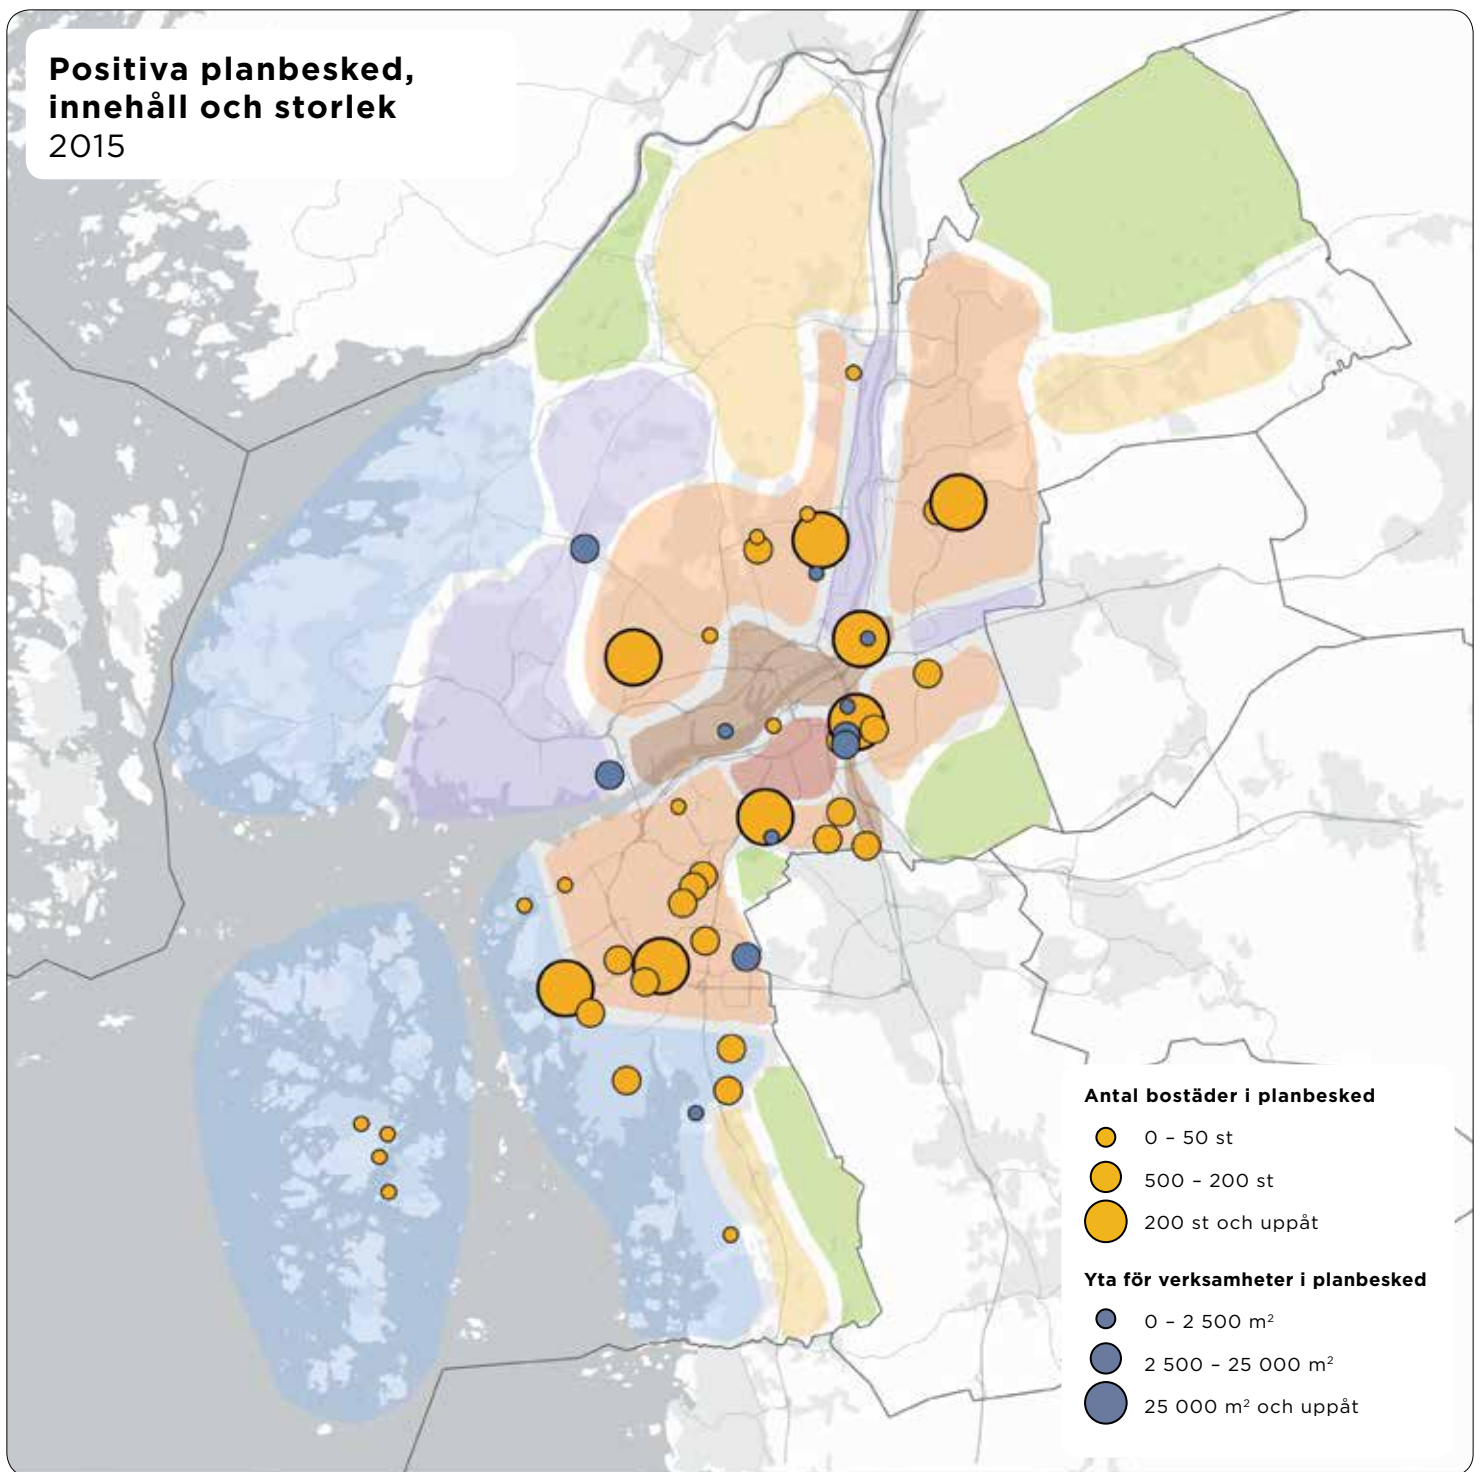 Positiva planbesked,
innehåll och storlek
2015
Antal bostäder i planbesked
0 – 50 st
500 – 200 st
200 st och uppåt
Yta för verksamheter i planbesked
0 – 2 500 m²
2 500 – 25 000 m²
25 000 m² och uppåt